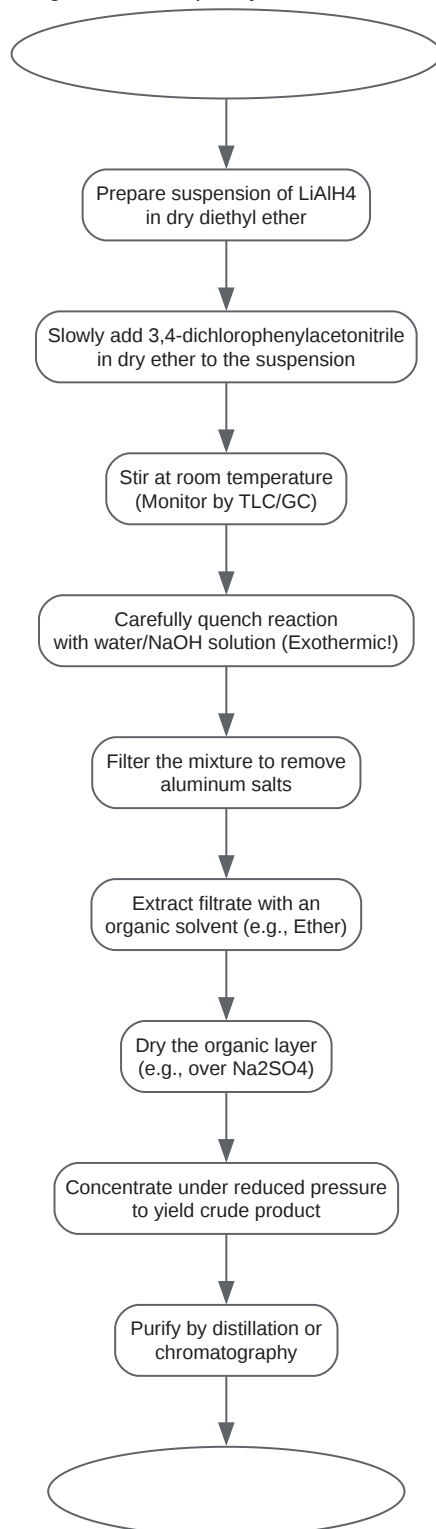 Prepare suspension of LiAlH4
in dry diethyl ether
Slowly add 3,4-dichlorophenylacetonitrile
in dry ether to the suspension
Stir at room temperature
(Monitor by TLC/GC)
Carefully quench reaction
with water/NaOH solution (Exothermic!)
Filter the mixture to remove
aluminum salts
Extract filtrate with an
organic solvent (e.g., Ether)
Dry the organic layer
(e.g., over Na2SO4)
Concentrate under reduced pressure
to yield crude product
Purify by distillation or
chromatography